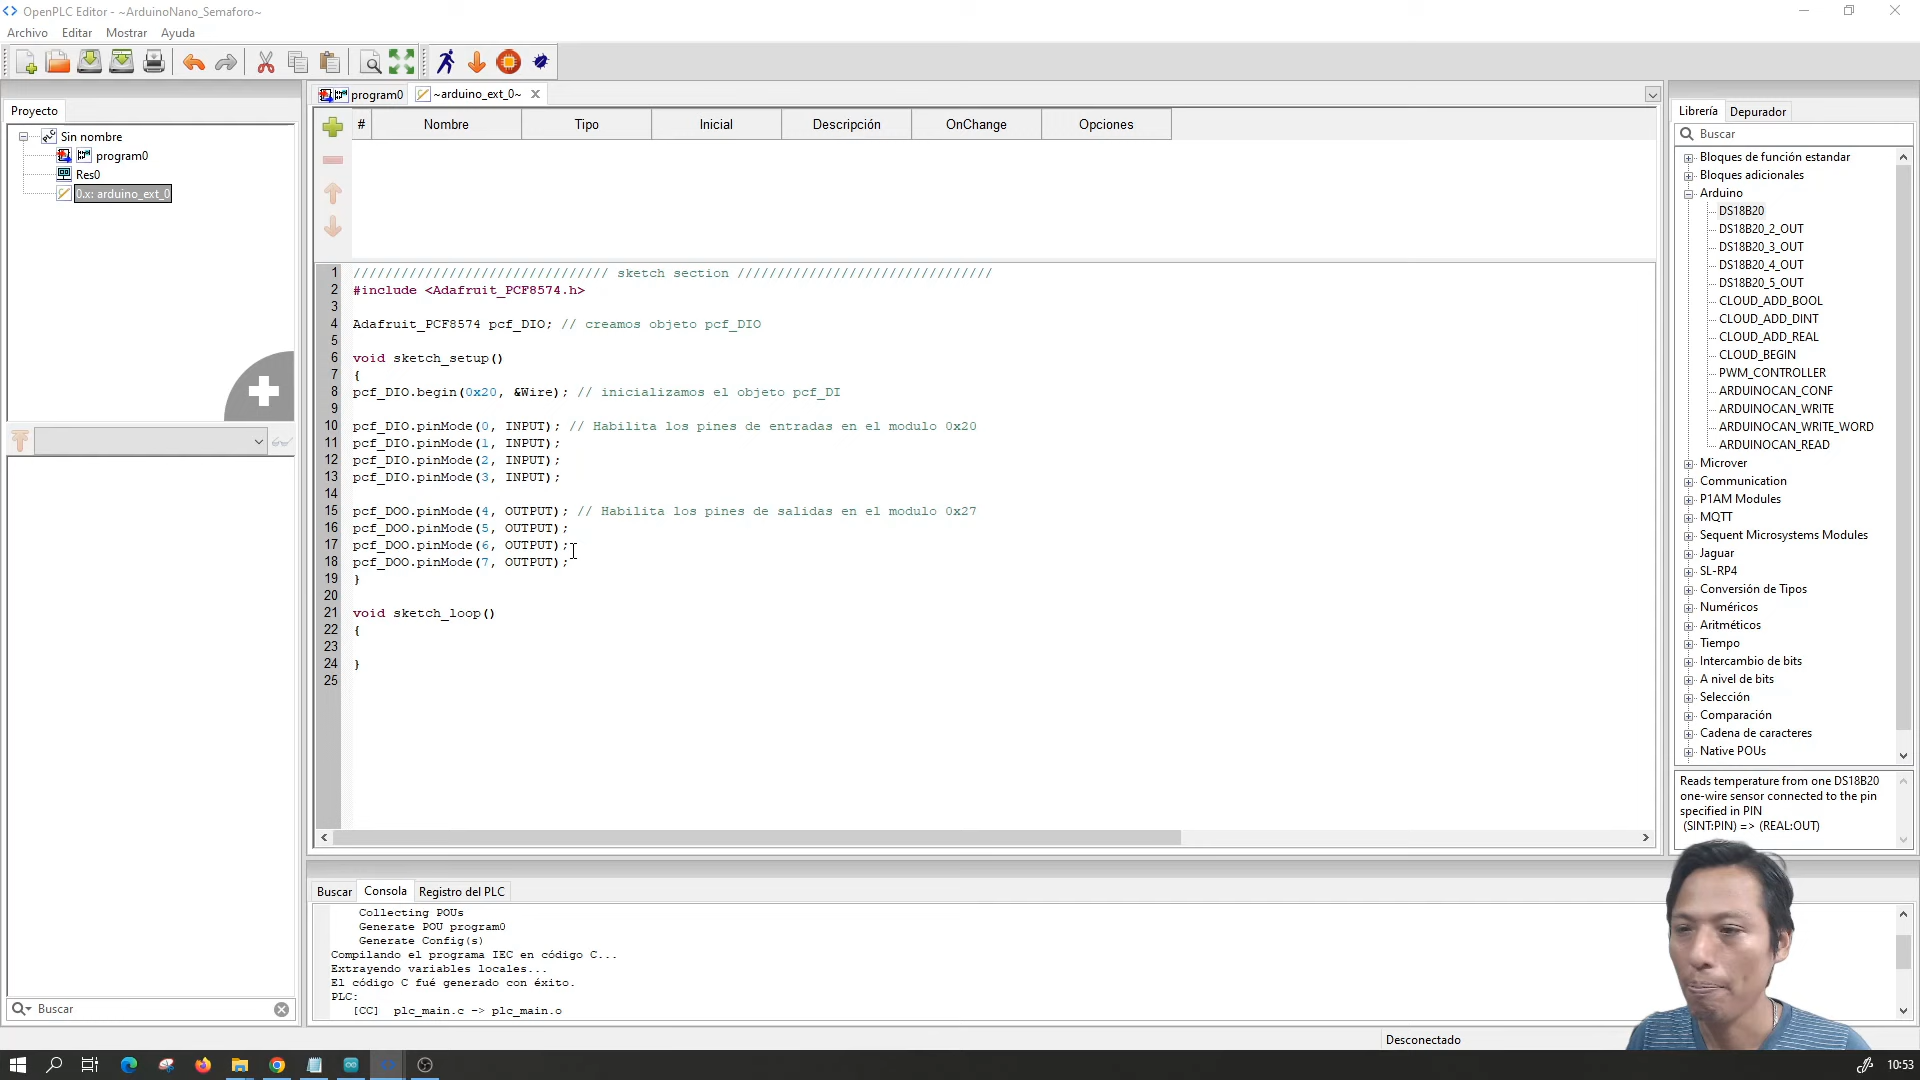 OpenPLC Editor - ~ArduinoNano_Semaforo~
Archivo Editar Mostrar Ayuda
Proyecto
Sin nombre
program0
Res0
0.x: arduino_ext_0
Buscar
program0 ~arduino_ext_0~
# Nombre Tipo Inicial Descripción OnChange Opciones
1 //////////////////////////////// sketch section ////////////////////////////////
2 #include <Adafruit_PCF8574.h>
3
4 Adafruit_PCF8574 pcf_DIO; // creamos objeto pcf_DIO
5
6 void sketch_setup()
7 {
8 pcf_DIO.begin(0x20, &Wire); // inicializamos el objeto pcf_DI
9
10 pcf_DIO.pinMode(0, INPUT); // Habilita los pines de entradas en el modulo 0x20
11 pcf_DIO.pinMode(1, INPUT);
12 pcf_DIO.pinMode(2, INPUT);
13 pcf_DIO.pinMode(3, INPUT);
14
15 pcf_DOO.pinMode(4, OUTPUT); // Habilita los pines de salidas en el modulo 0x27
16 pcf_DOO.pinMode(5, OUTPUT);
17 pcf_DOO.pinMode(6, OUTPUT);
18 pcf_DOO.pinMode(7, OUTPUT);
19 }
20
21 void sketch_loop()
22 {
23
24 }
25
Buscar Consola Registro del PLC
Collecting POUs
Generate POU program0
Generate Config(s)
Compilando el programa IEC en código C...
Extrayendo variables locales...
El código C fué generado con éxito.
PLC:
[CC] plc_main.c -> plc_main.o
Librería Depurador
Buscar
Bloques de función estandar
Bloques adicionales
Arduino
DS18B20
DS18B20_2_OUT
DS18B20_3_OUT
DS18B20_4_OUT
DS18B20_5_OUT
CLOUD_ADD_BOOL
CLOUD_ADD_DINT
CLOUD_ADD_REAL
CLOUD_BEGIN
PWM_CONTROLLER
ARDUINOCAN_CONF
ARDUINOCAN_WRITE
ARDUINOCAN_WRITE_WORD
ARDUINOCAN_READ
Microver
Communication
P1AM Modules
MQTT
Sequent Microsystems Modules
Jaguar
SL-RP4
Conversión de Tipos
Numéricos
Aritméticos
Tiempo
Intercambio de bits
A nivel de bits
Selección
Comparación
Cadena de caracteres
Native POUs
Reads temperature from one DS18B20
one-wire sensor connected to the pin
specified in PIN
(SINT:PIN) => (REAL:OUT)
Desconectado
10:53